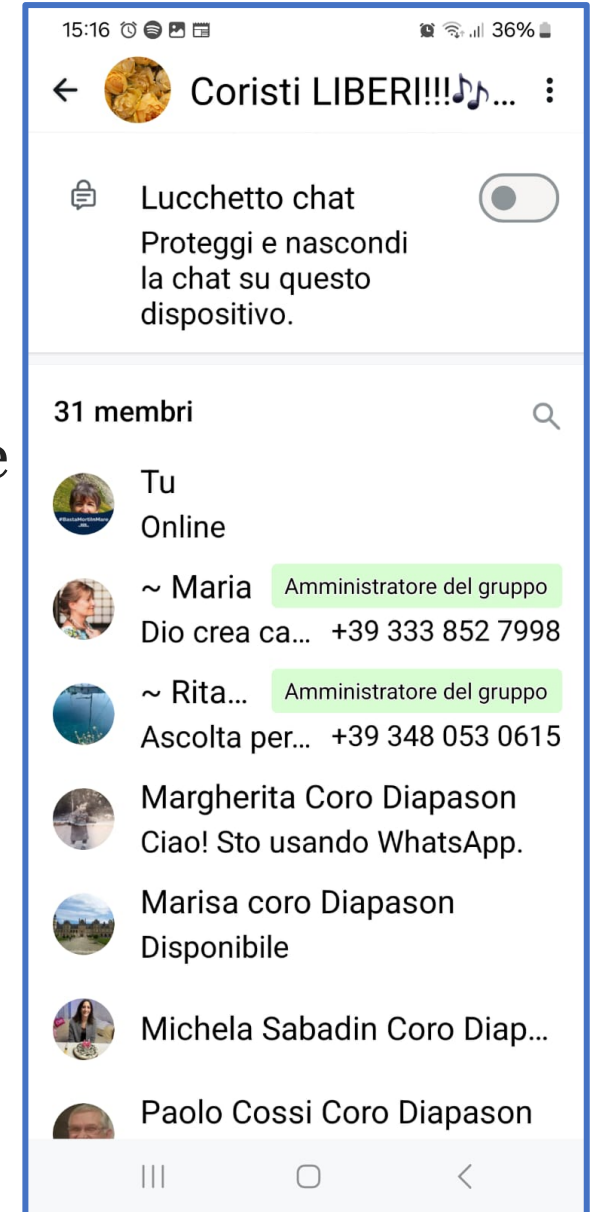 15:16 36%
Coristi LIBERI!!!🎶...
Lucchetto chat
Proteggi e nascondi
la chat su questo
dispositivo.
31 membri
e
Tu
Online
~ Maria Amministratore del gruppo
Dio crea ca... +39 333 852 7998
~ Rita... Amministratore del gruppo
Ascolta per... +39 348 053 0615
Margherita Coro Diapason
Ciao! Sto usando WhatsApp.
Marisa coro Diapason
Disponibile
Michela Sabadin Coro Diap...
Paolo Cossi Coro Diapason